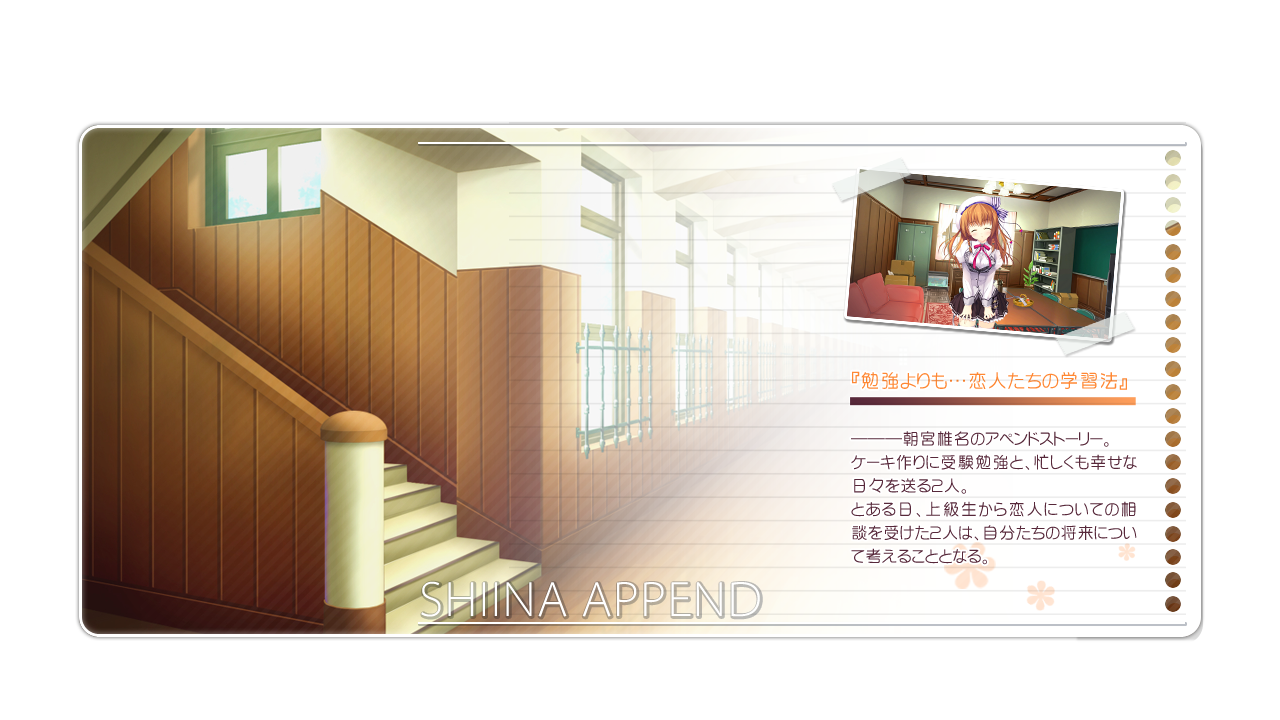 『勉強よりも…恋人たちの学習法』
―――朝宮椎名のアペンドストーリー。
ケーキ作りに受験勉強と、忙しくも幸せな
日々を送る2人。
とある日、上級生から恋人についての相
談を受けた2人は、自分たちの将来につい
て考えることとなる。
SHIINA APPEND